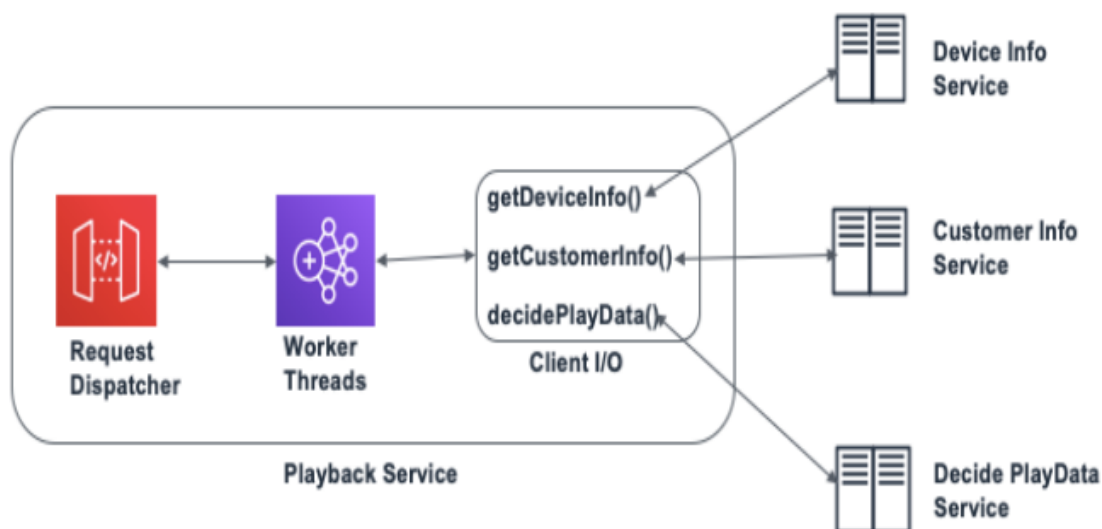 Device Info
Service
getDeviceInfo()
getCustomerInfo()
decidePlayData()
Client I/O
</>
Request
Dispatcher
Worker
Threads
Playback Service
Customer Info
Service
Decide PlayData
Service